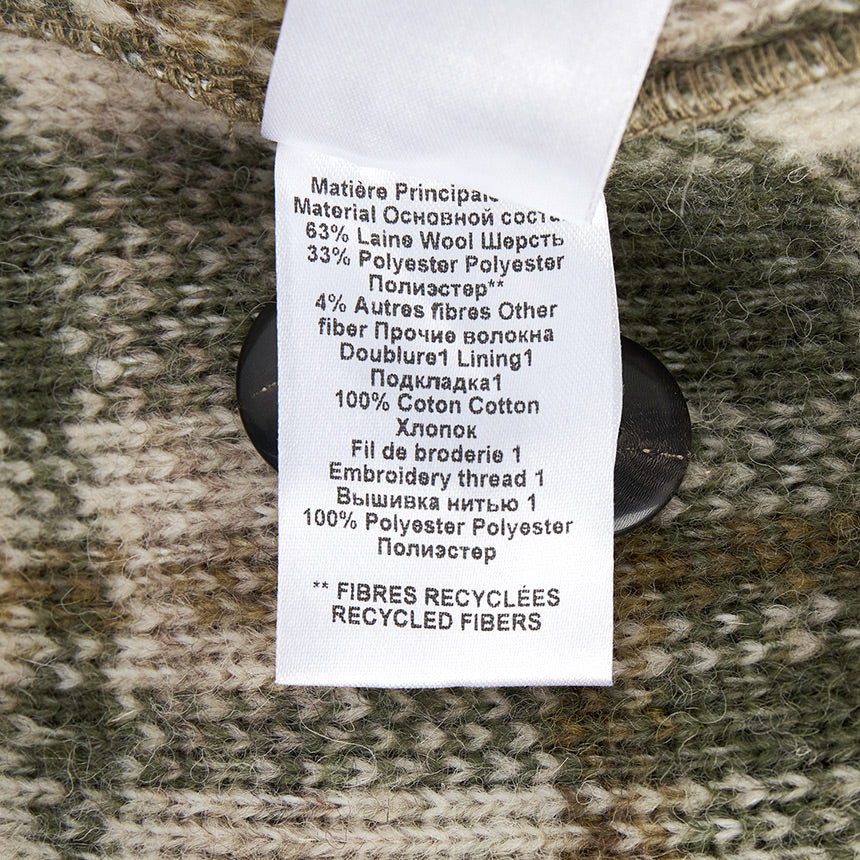 Matière Principale
Material Основной
63% Laine Wool Шерсть
33% Polyester Polyester
Полиэстер**
4% Autres fibres Other
fiber Прочие волокна
Doublure1 Lining1
Подкладка1
100% Coton Cotton
Хлопок
Fil de broderie 1
Embroidery thread 1
Вышивка нитью 1
100% Polyester Polyester
Полиэстер
** FIBRES RECYCLÉES
RECYCLED FIBERS